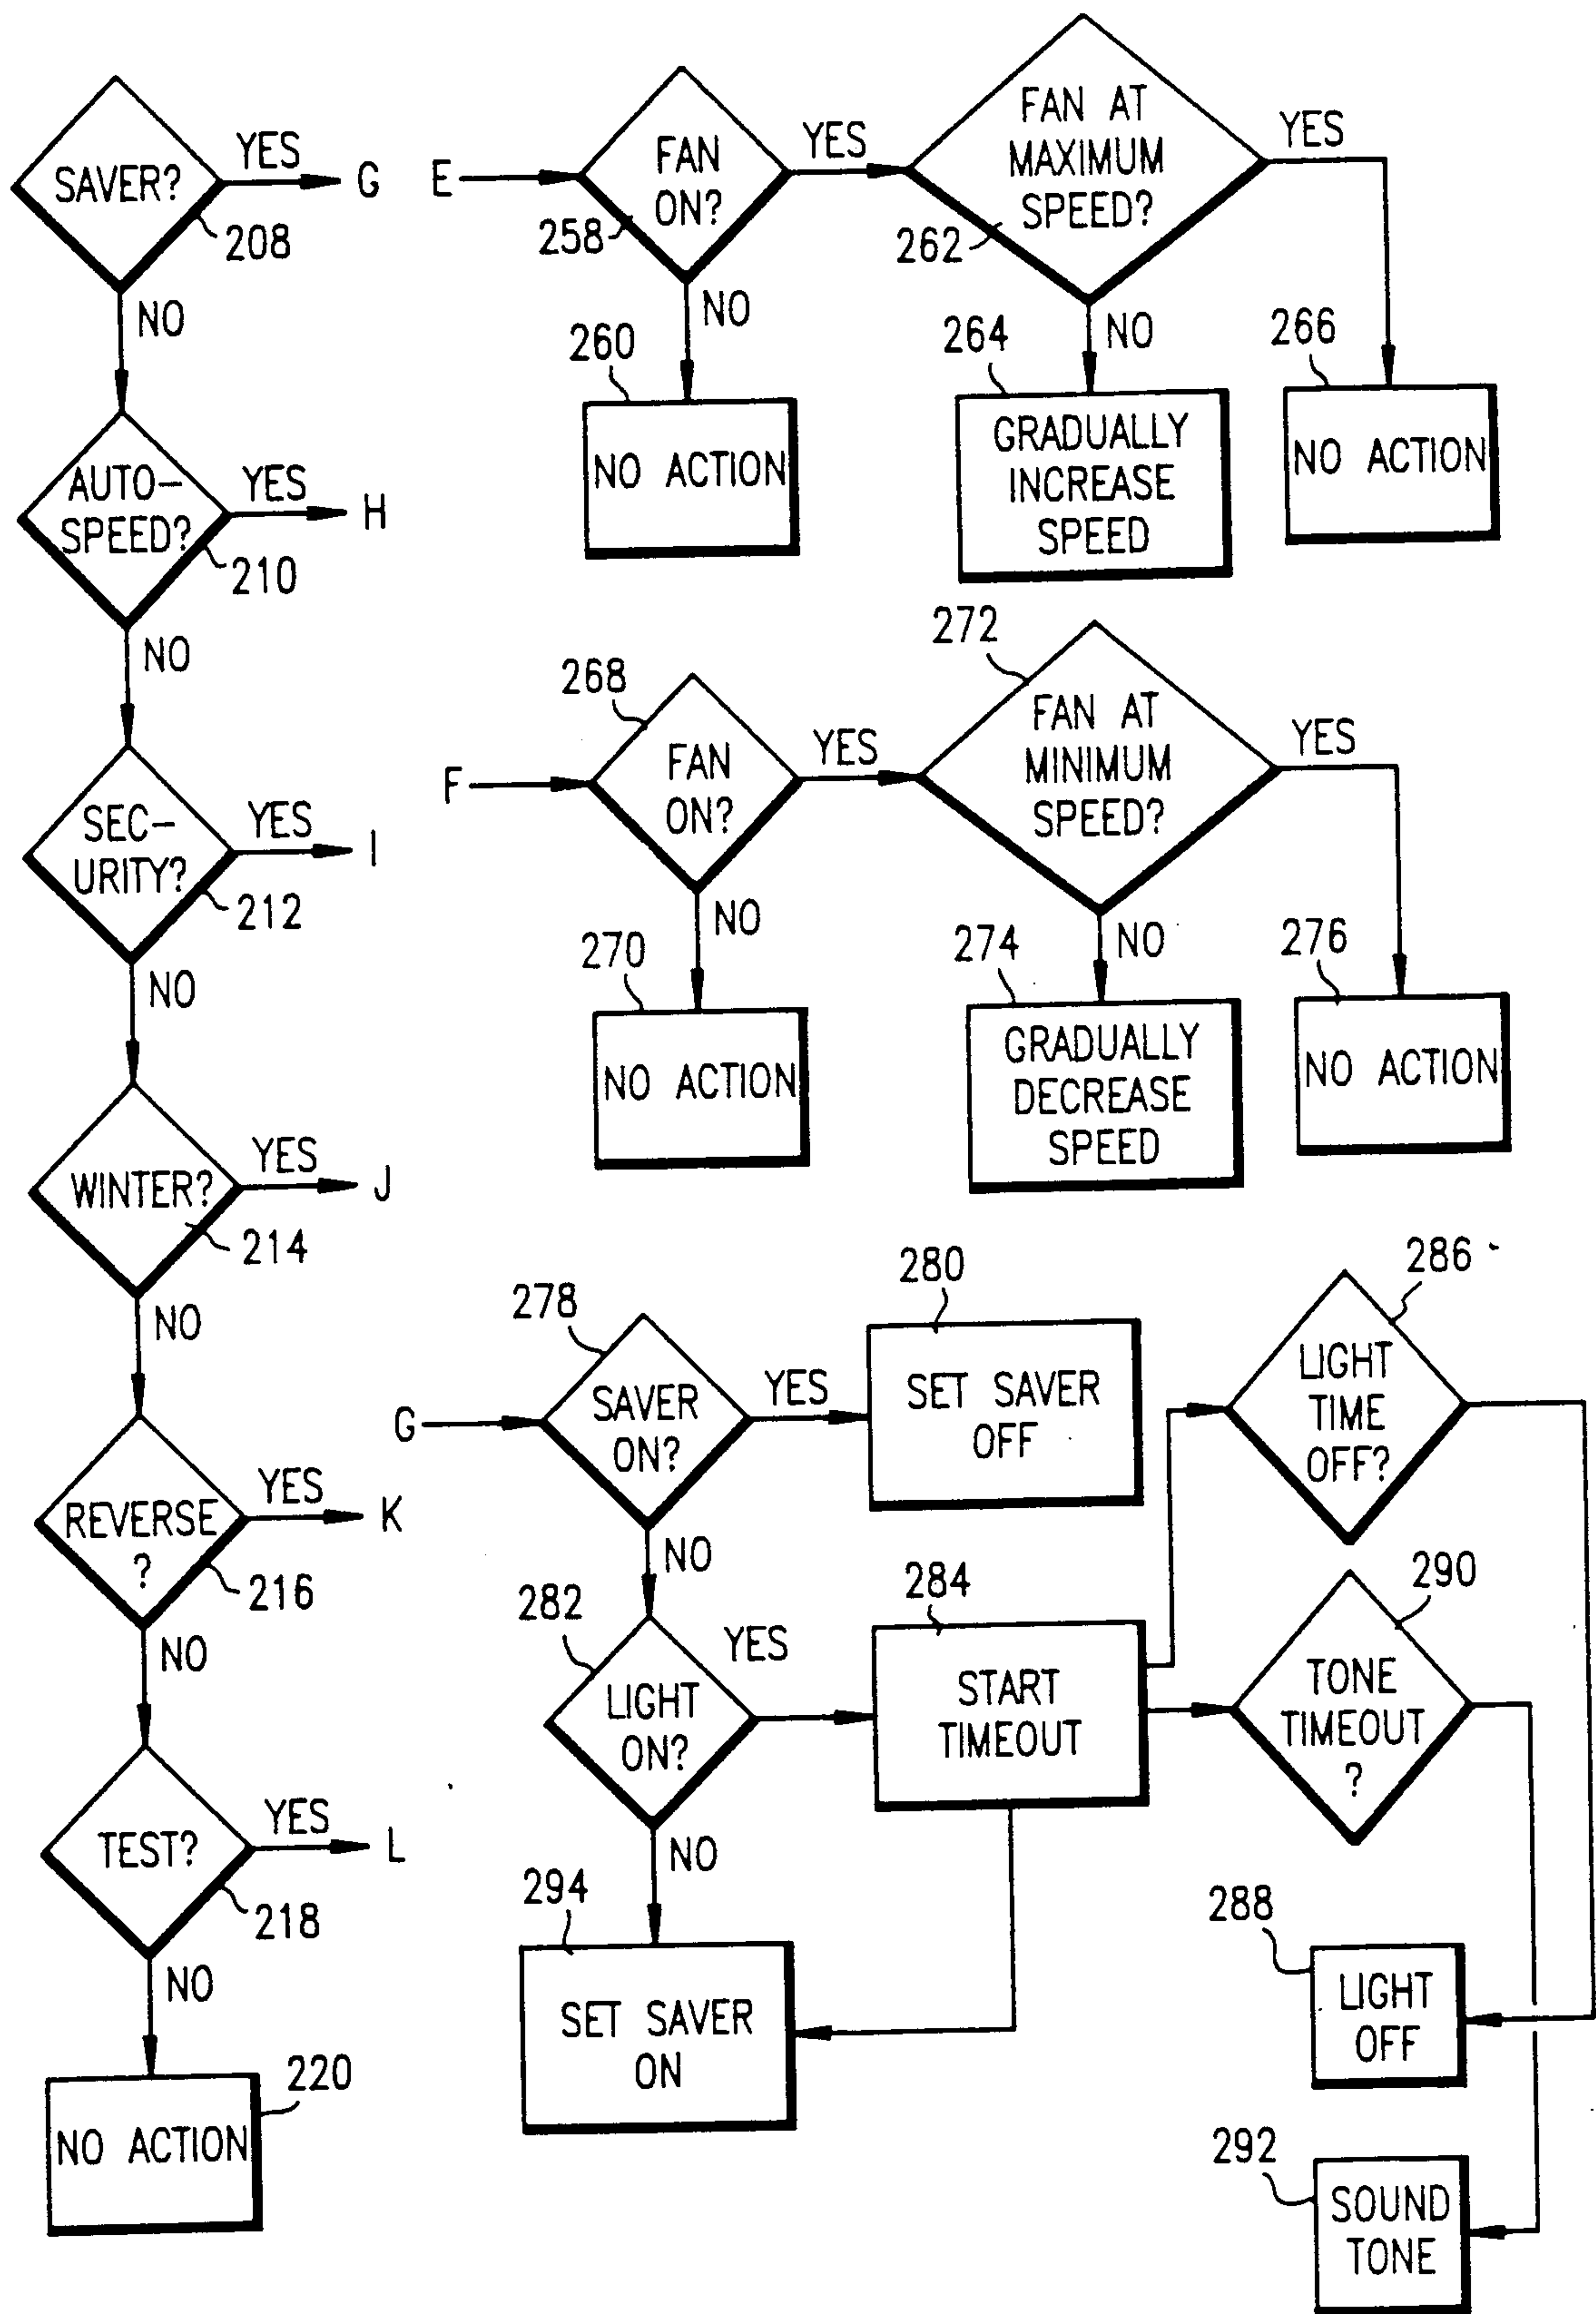 SAVER?
YES
G
208
NO
AUTO-
SPEED?
YES
H
210
NO
SEC-
URITY?
YES
I
212
NO
WINTER?
YES
J
214
NO
REVERSE
?
YES
K
216
NO
TEST?
YES
L
218
NO
220
NO ACTION
E
FAN
ON?
258
YES
NO
260
NO ACTION
FAN AT
MAXIMUM
SPEED?
262
YES
NO
264
GRADUALLY
INCREASE
SPEED
266
NO ACTION
F
268
FAN
ON?
YES
NO
270
NO ACTION
272
FAN AT
MINIMUM
SPEED?
YES
NO
274
GRADUALLY
DECREASE
SPEED
276
NO ACTION
G
278
SAVER
ON?
YES
280
SET SAVER
OFF
NO
282
LIGHT
ON?
YES
284
START
TIMEOUT
286
LIGHT
TIME
OFF?
290
TONE
TIMEOUT
?
NO
294
SET SAVER
ON
288
LIGHT
OFF
292
SOUND
TONE